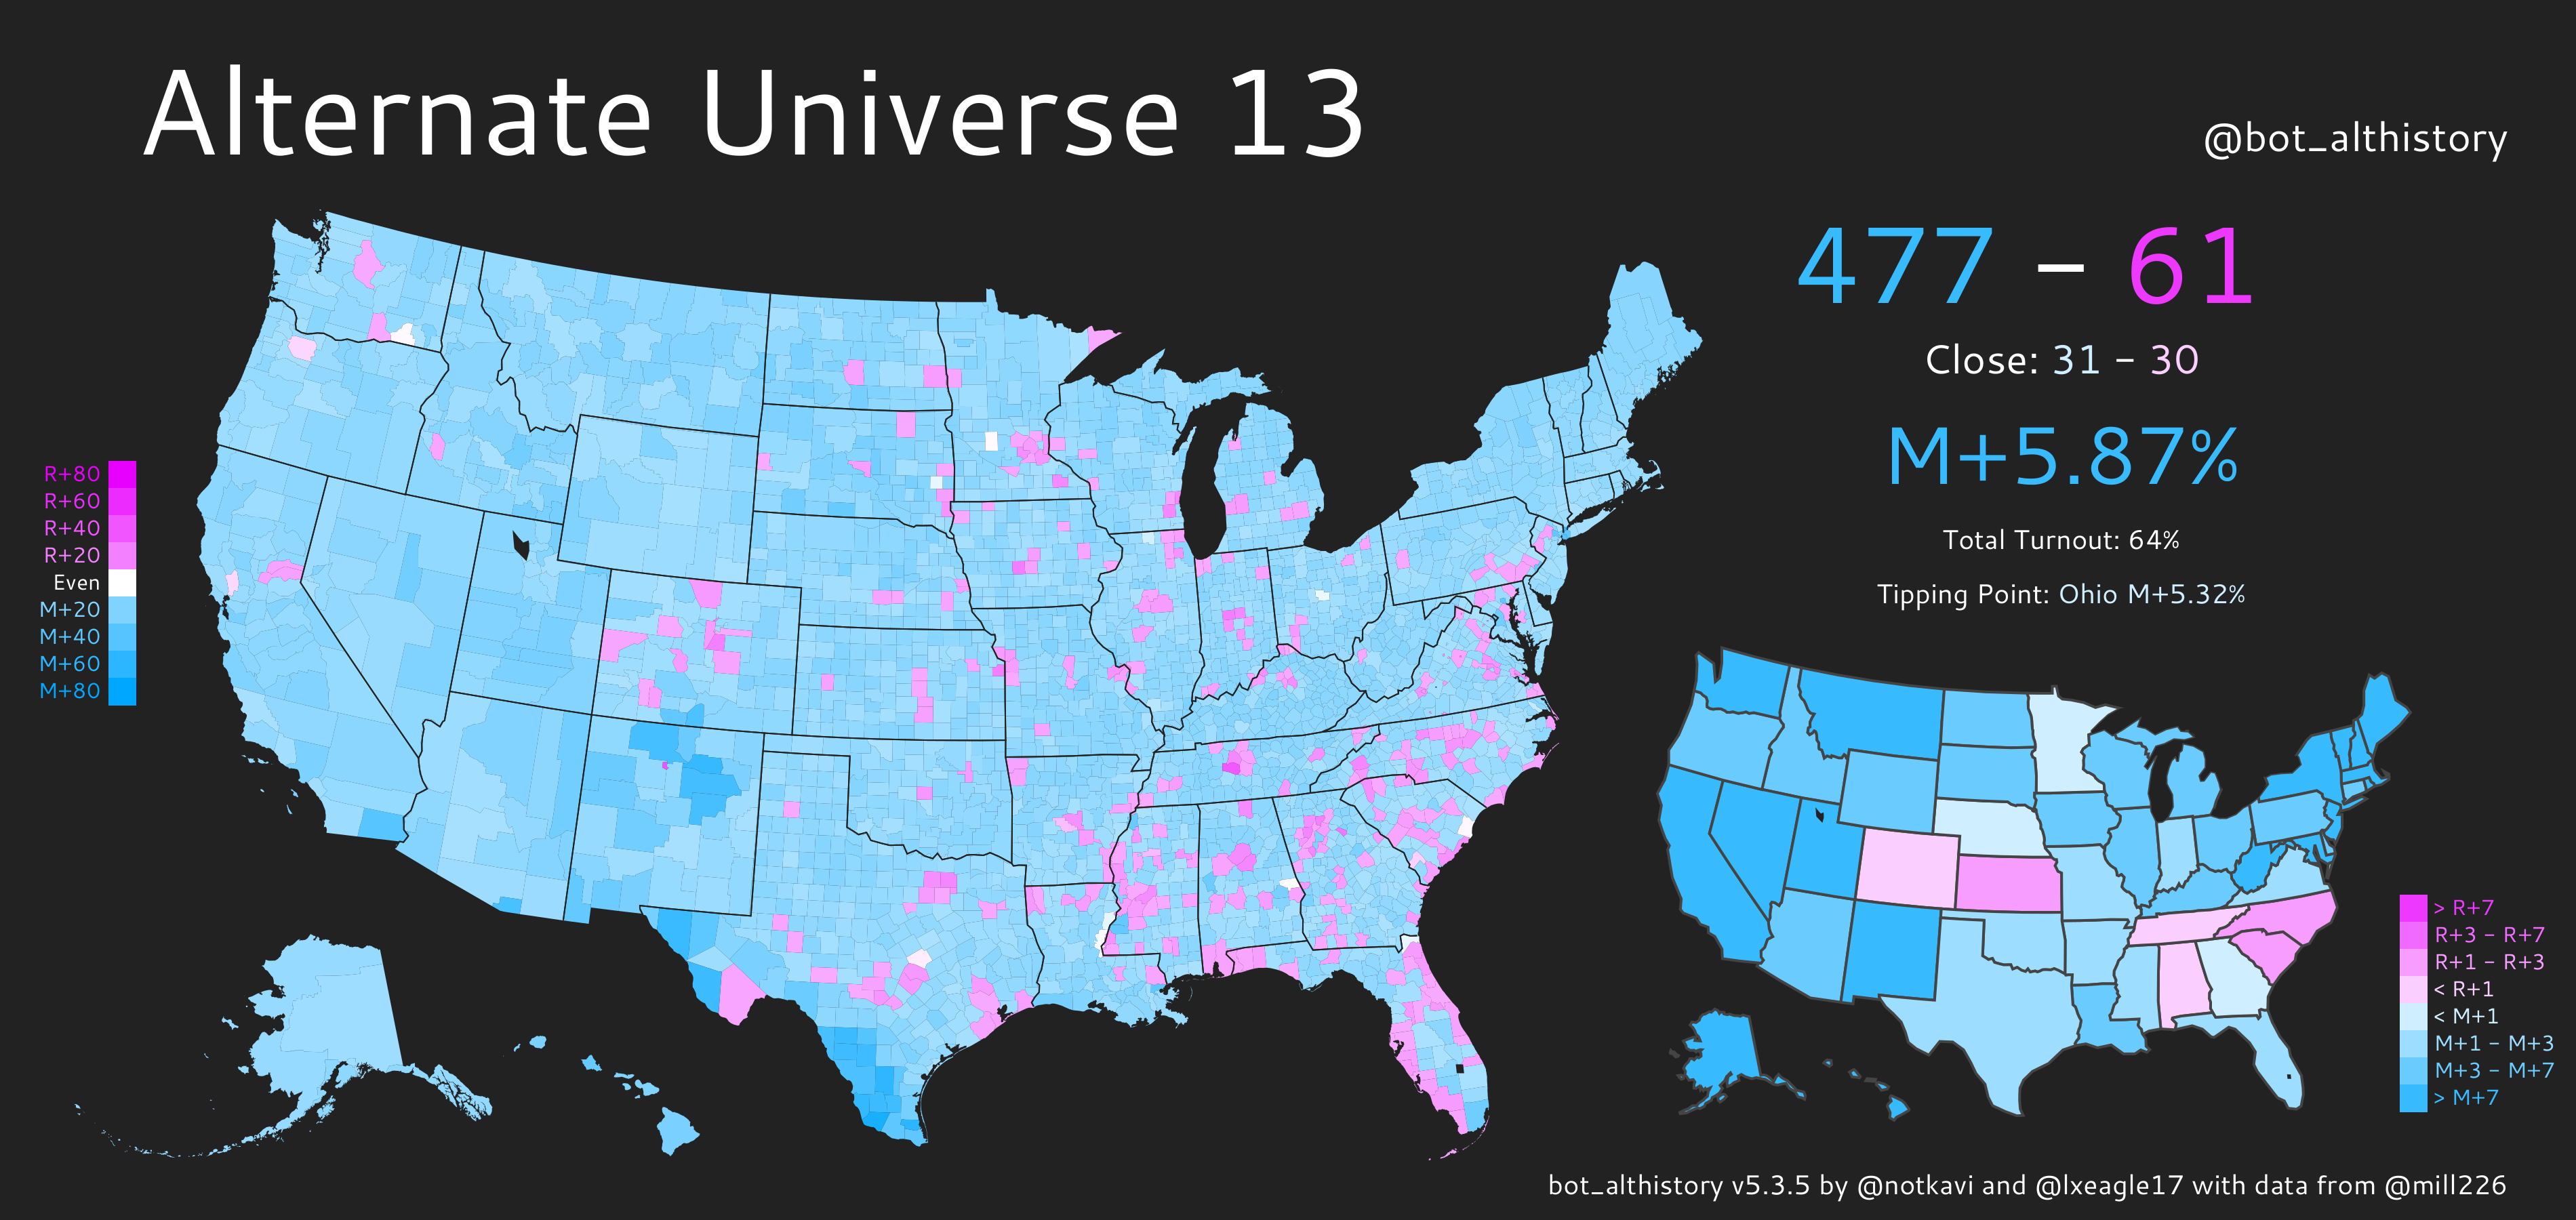 Alternate Universe 13
@bot_althistory
477 – 61
Close: 31 – 30
M+5.87%
Total Turnout: 64%
Tipping Point: Ohio M+5.32%
R+80
R+60
R+40
R+20
Even
M+20
M+40
M+60
M+80
> R+7
R+3 – R+7
R+1 – R+3
< R+1
< M+1
M+1 – M+3
M+3 – M+7
> M+7
bot_althistory v5.3.5 by @notkavi and @lxeagle17 with data from @mill226